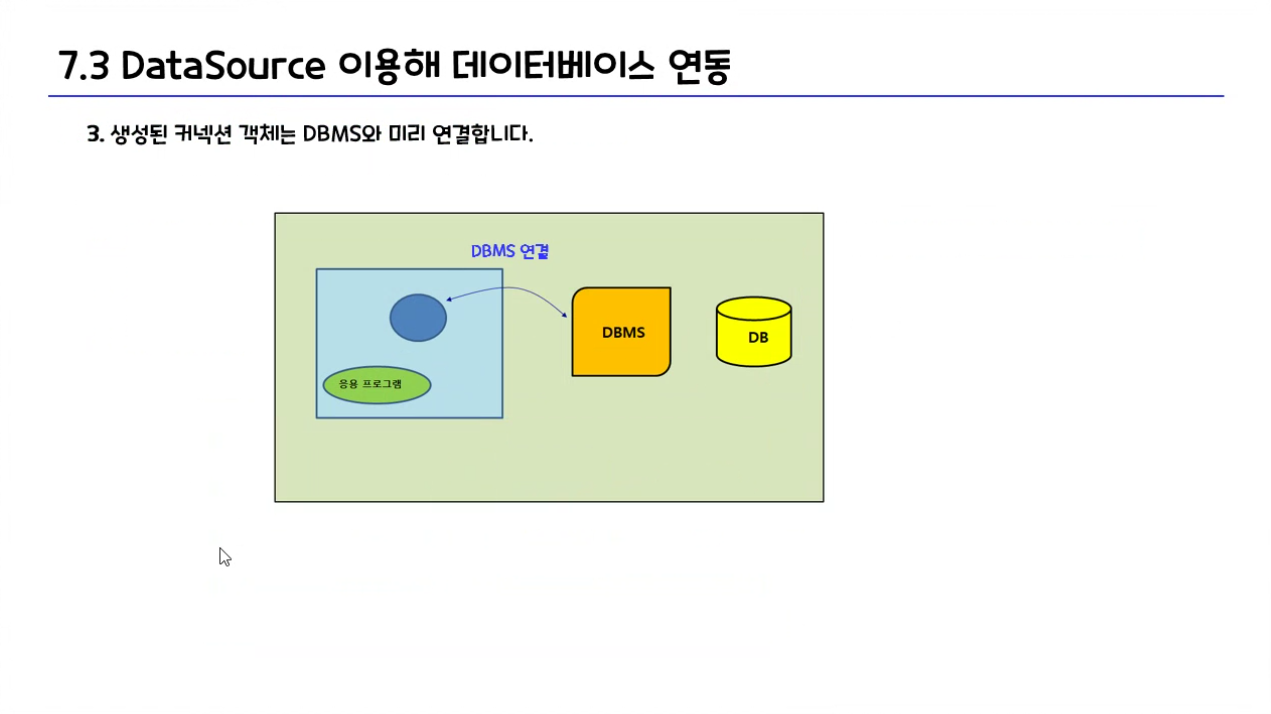 7.3 DataSource 이용해 데이터베이스 연동
3. 생성된 커넥션 객체는 DBMS와 미리 연결합니다.
DBMS 연결
DBMS
DB
응용 프로그램